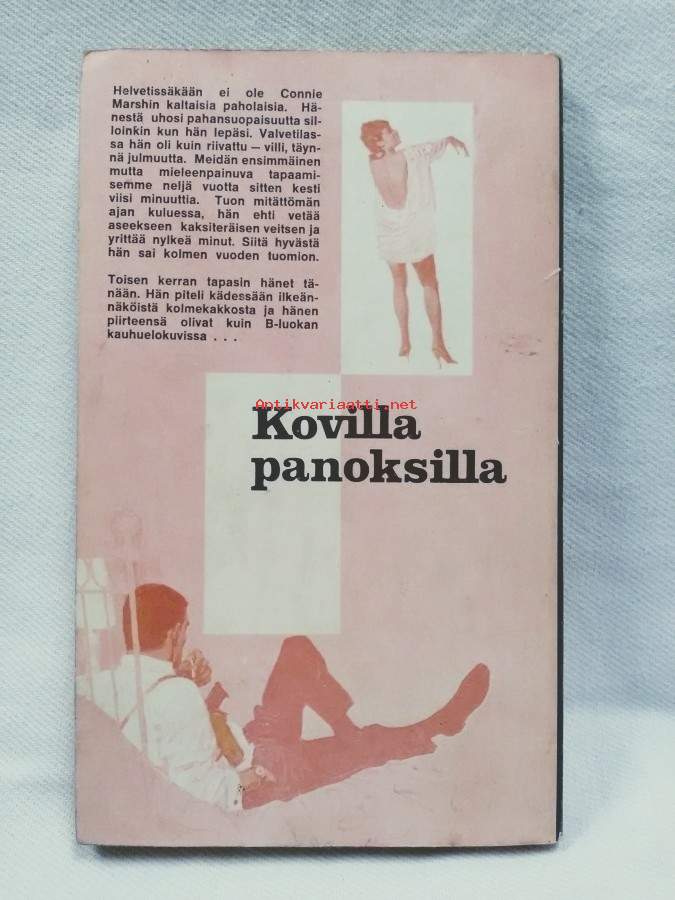 Helvetissäkään ei ole Connie
Marshin kaltaisia paholaisia. Hä-
nestä uhosi pahansuopaisuutta sil-
loinkin kun hän lepäsi. Valvetilas-
sa hän oli kuin riivattu — villi, täyn-
nä julmuutta. Meidän ensimmäinen
mutta mieleenpainuva tapaami-
semme neljä vuotta sitten kesti
viisi minuuttia. Tuon mitättömän
ajan kuluessa, hän ehti vetää
aseekseen kaksiteräisen veitsen ja
yrittää nylkeä minut. Siitä hyvästä
hän sai kolmen vuoden tuomion.
Toisen kerran tapasin hänet tä-
nään. Hän piteli kädessään ilkeän-
näköistä kolmekakkosta ja hänen
piirteensä olivat kuin B-luokan
kauhuelokuvissa . . .
Antikvariaatti.net
Kovilla
panoksilla